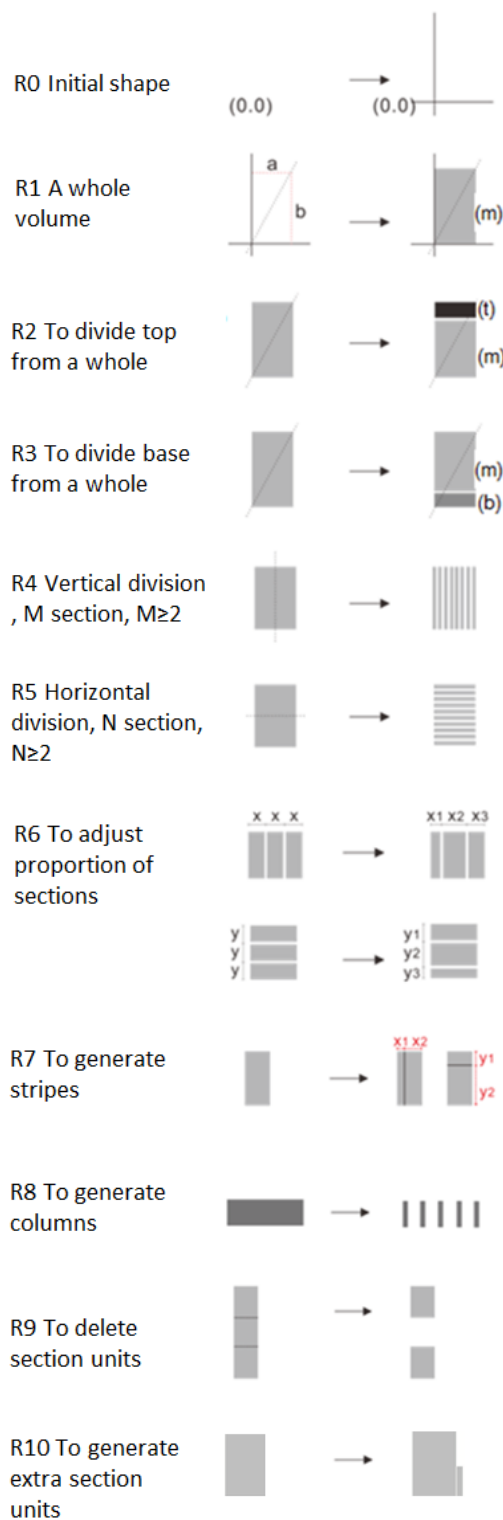 R0 Initial shape
(0.0)
(0.0)
R1 A whole
volume
a
b
(m)
R2 To divide top
from a whole
(t)
(m)
R3 To divide base
from a whole
(m)
(b)
R4 Vertical division
, M section, M≥2
R5 Horizontal
division, N section,
N≥2
R6 To adjust
proportion of
sections
x x x
x1 x2 x3
y
y
y
y1
y2
y3
R7 To generate
stripes
x1 x2
y1
y2
R8 To generate
columns
R9 To delete
section units
R10 To generate
extra section
units